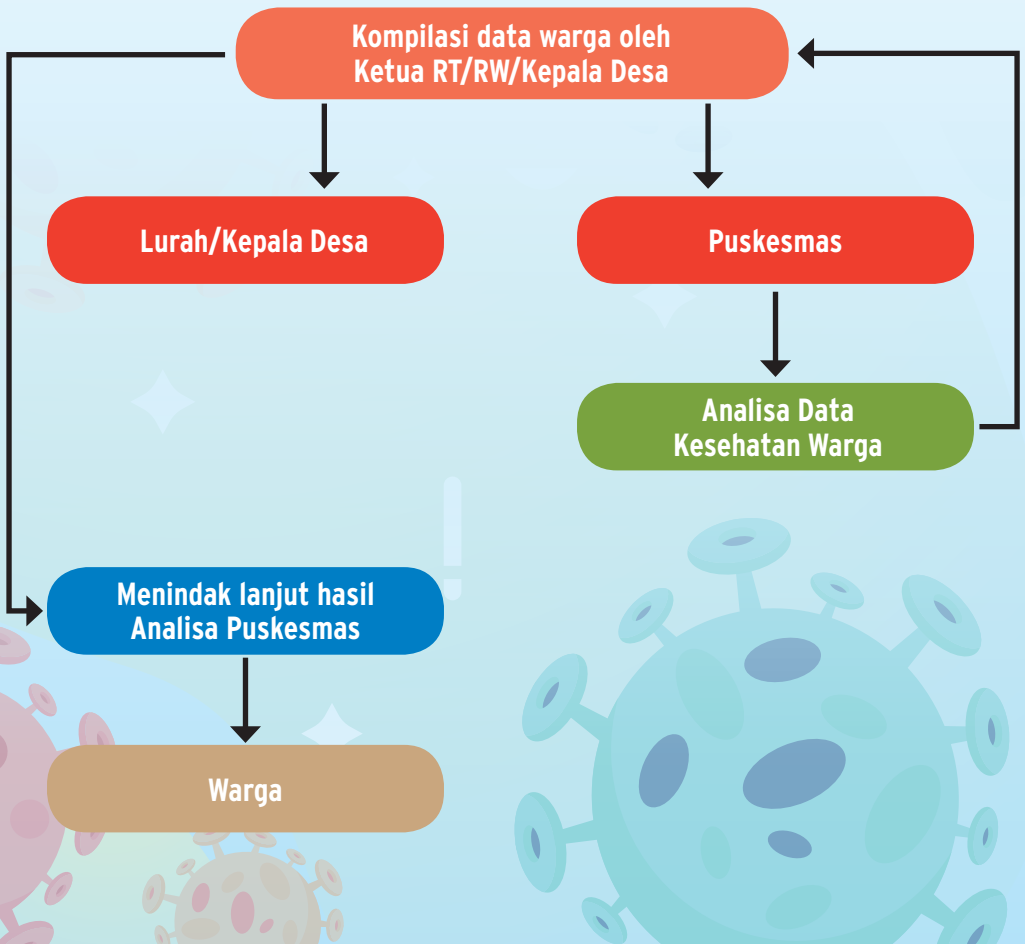 Kompilasi data warga oleh
Ketua RT/RW/Kepala Desa
Lurah/Kepala Desa
Puskesmas
Analisa Data
Kesehatan Warga
Menindak lanjut hasil
Analisa Puskesmas
Warga